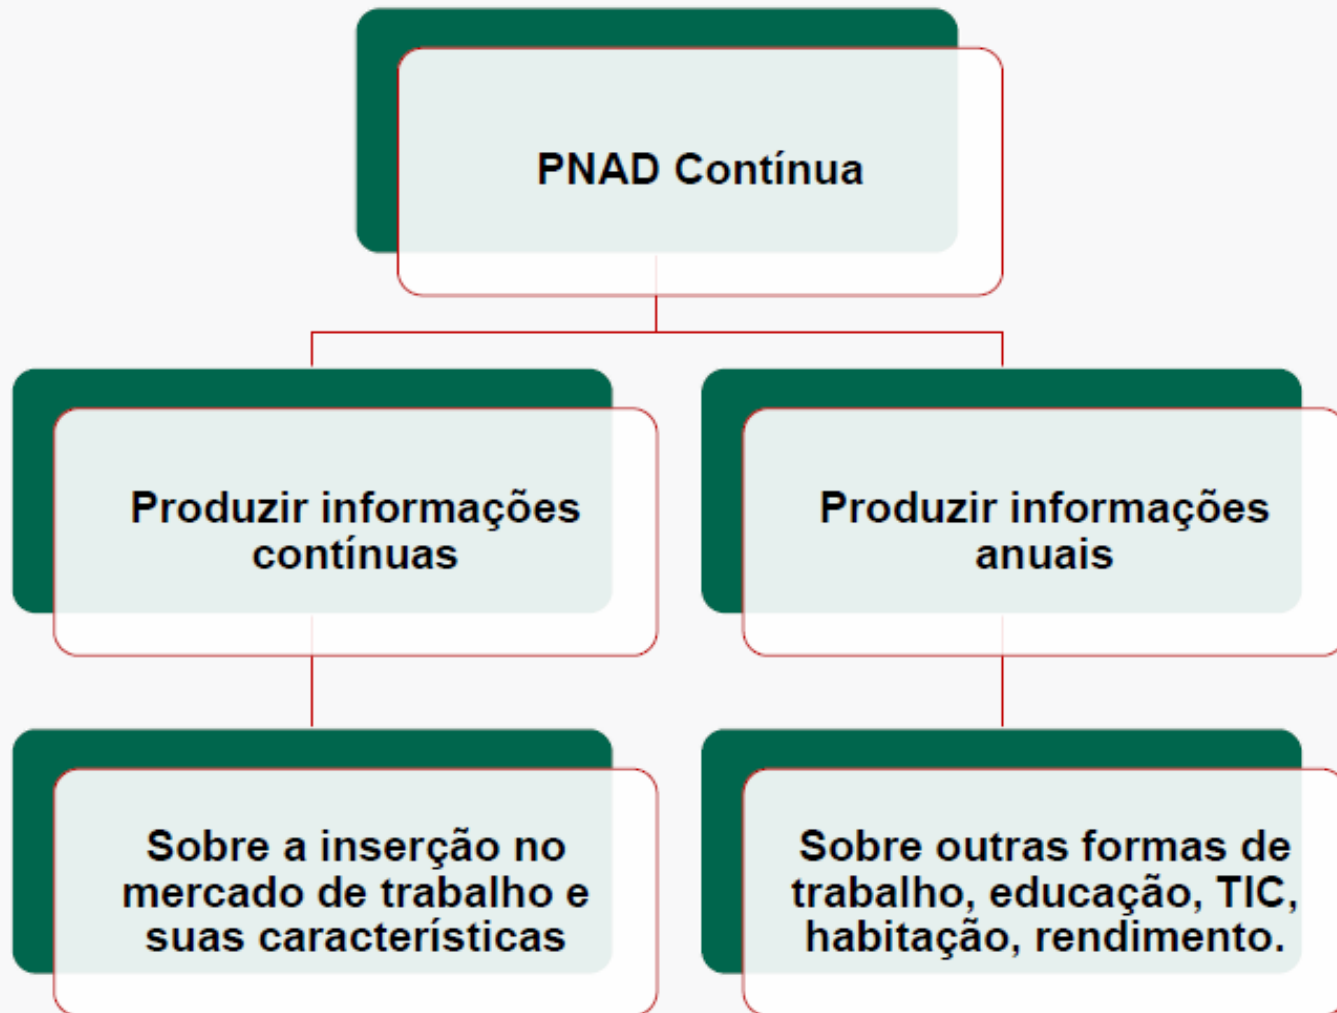 PNAD Contínua
Produzir informações
contínuas
Produzir informações
anuais
Sobre a inserção no
mercado de trabalho e
suas características
Sobre outras formas de
trabalho, educação, TIC,
habitação, rendimento.